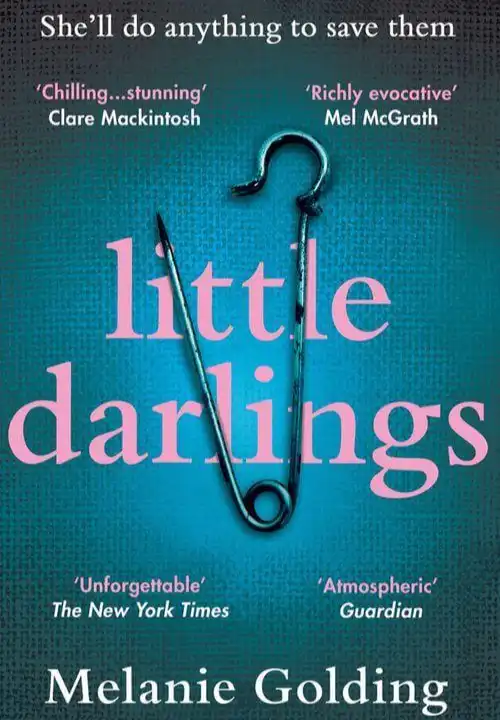 She'll do anything to save them
'Chilling...stunning'
Clare Mackintosh
'Richly evocative'
Mel McGrath
little
darlings
'Unforgettable'
The New York Times
'Atmospheric'
Guardian
Melanie Golding